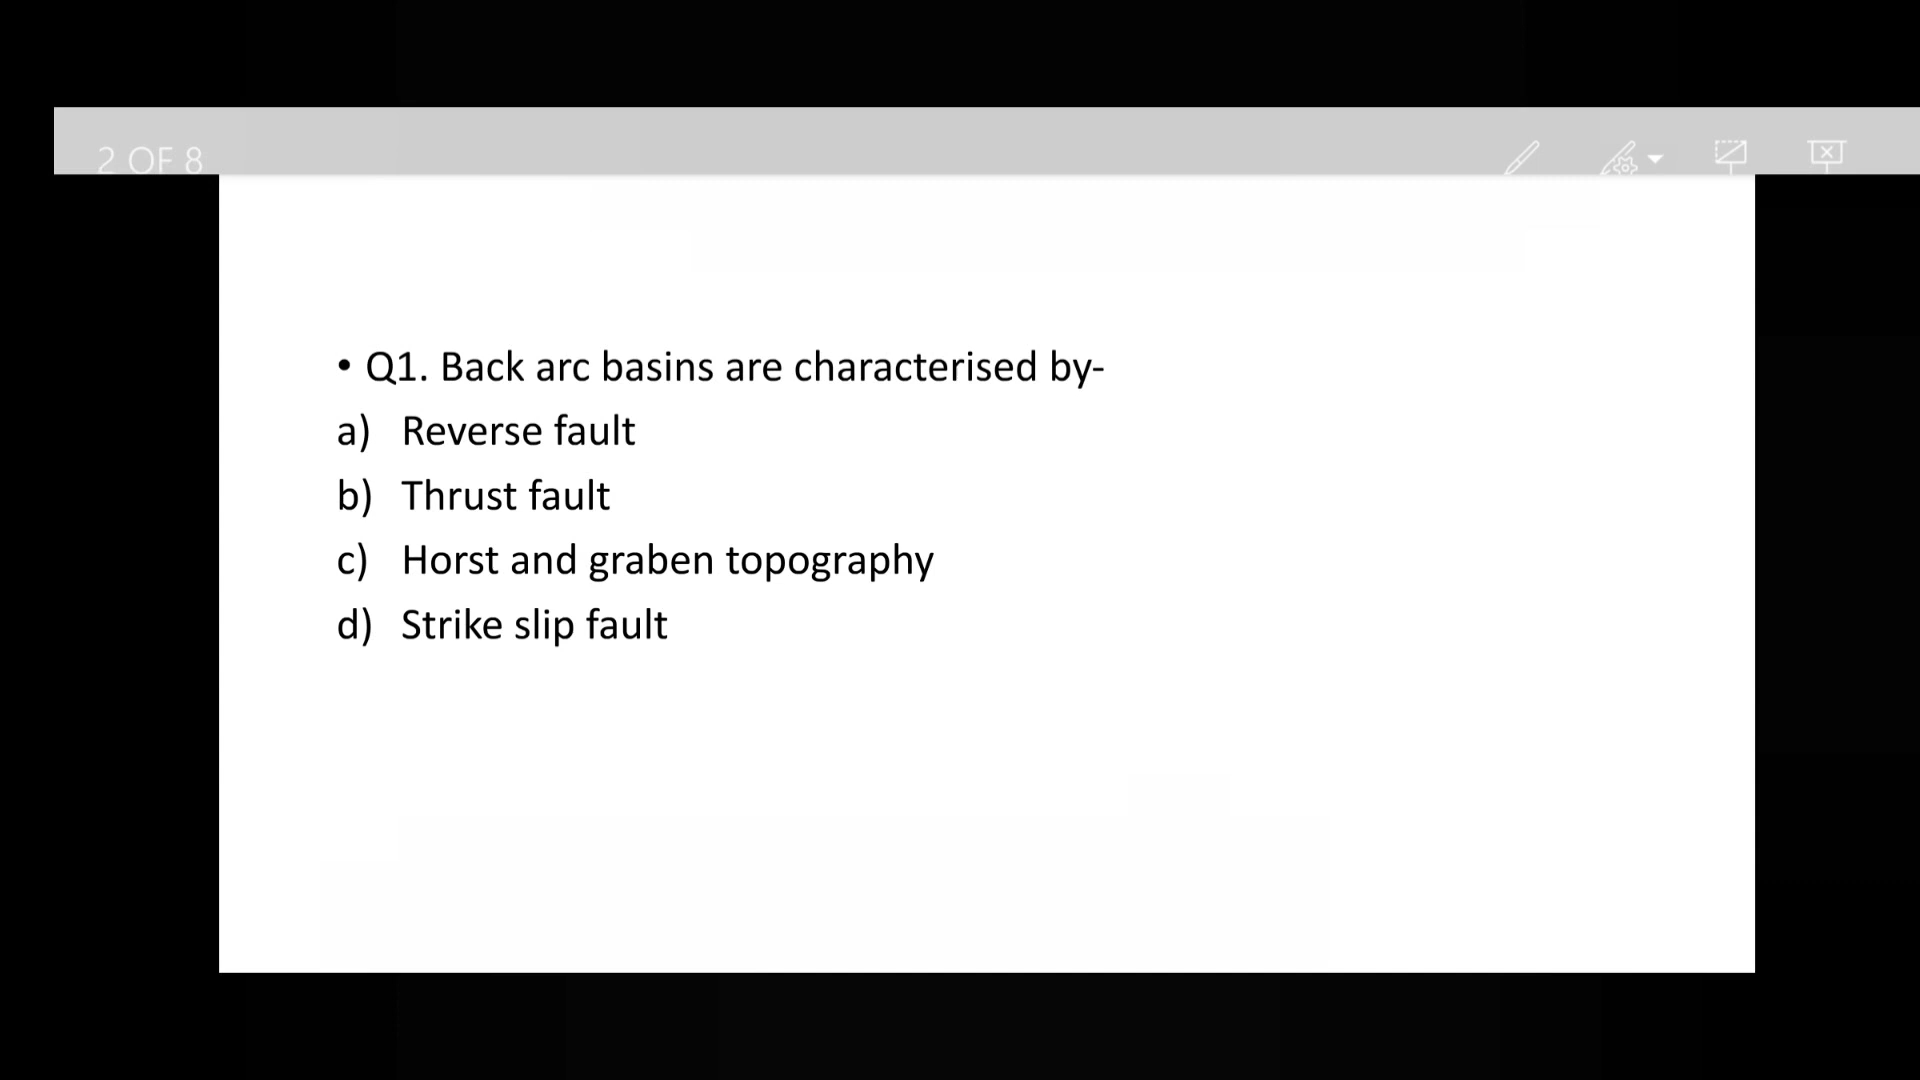 2 OF 8
• Q1. Back arc basins are characterised by-
a) Reverse fault
b) Thrust fault
c) Horst and graben topography
d) Strike slip fault